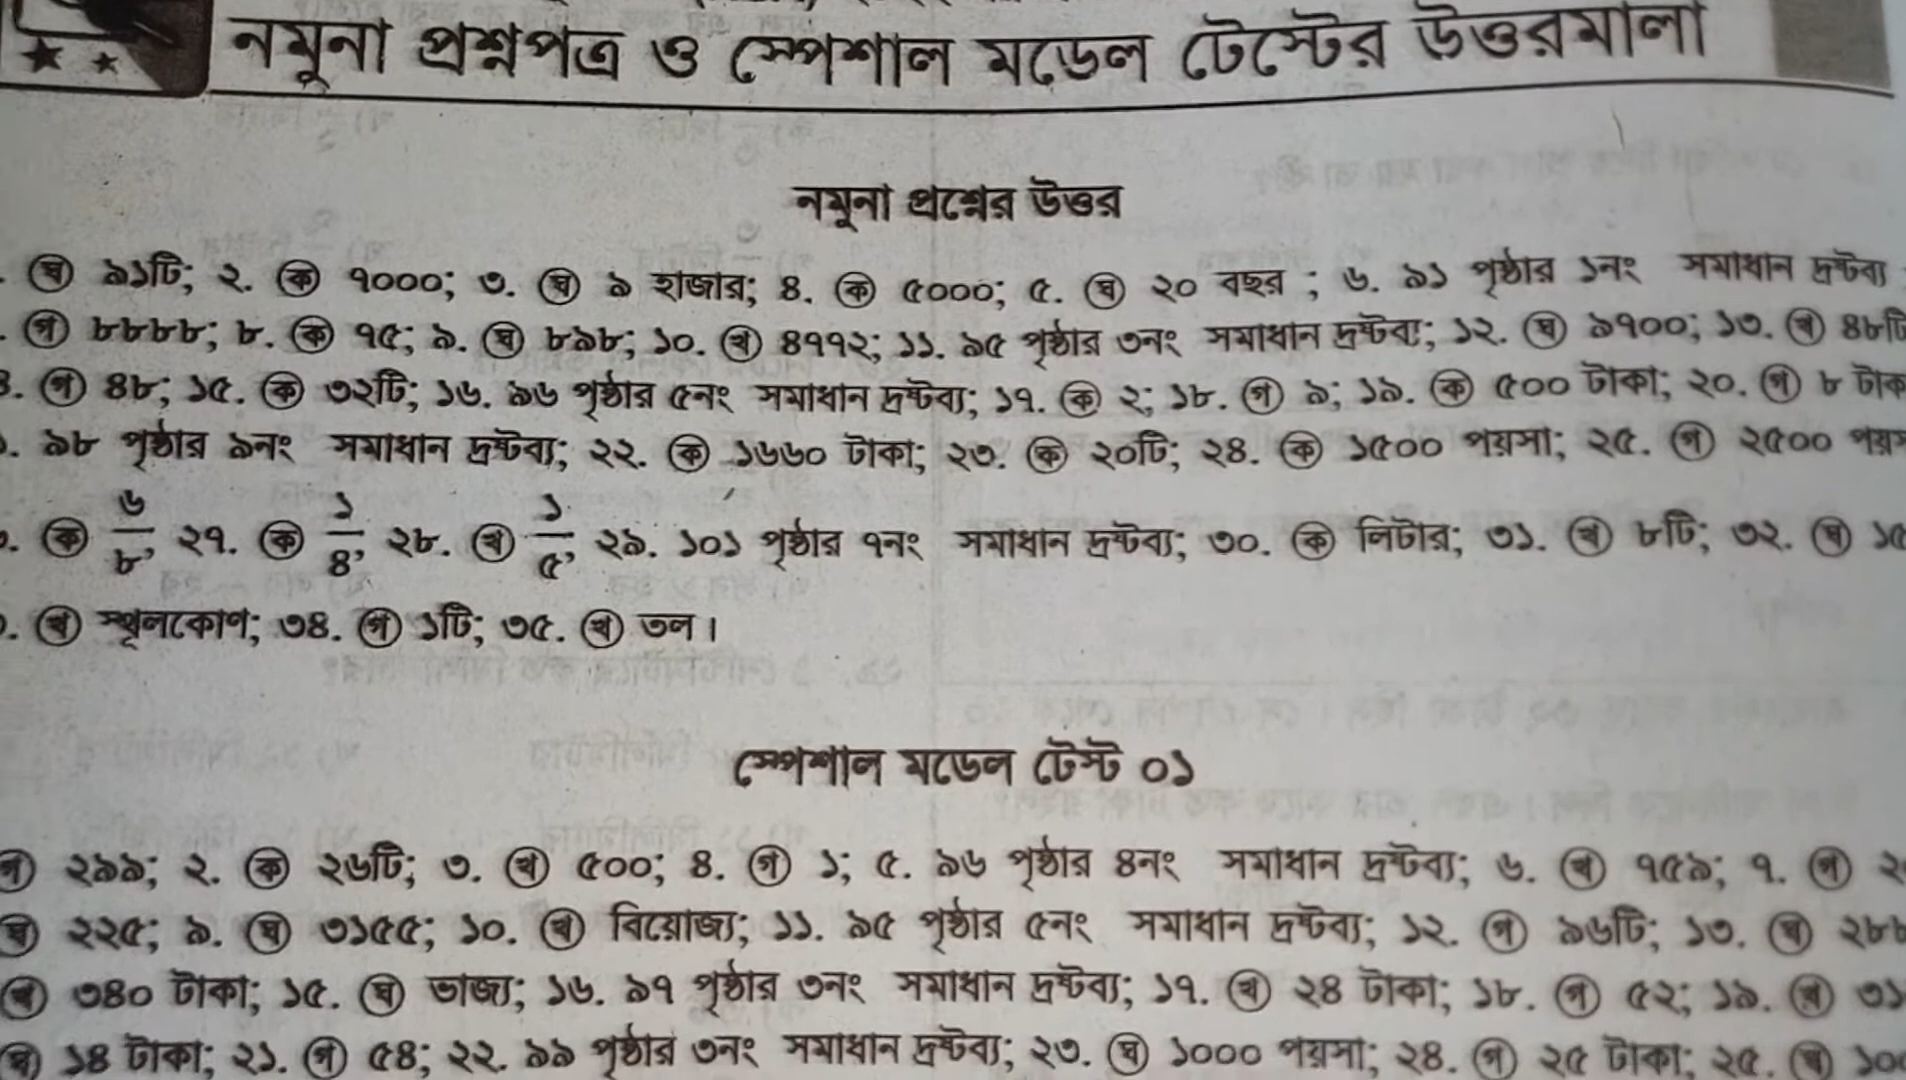 নমুনা প্রশ্নপত্র ও স্পেশাল মডেল টেস্টের উত্তরমালা
নমুনা প্রশ্নের উত্তর
. ঘ ৯১টি; ২. ক ৭০০০; ৩. ঘ ৯ হাজার; ৪. ক ৫০০০; ৫. ঘ ২০ বছর ; ৬. ৯১ পৃষ্ঠার ১নং সমাধান দ্রষ্টব্য
. গ ৮৮৮৮; ৮. ক ৭৫; ৯. ঘ ৮৯৮; ১০. খ ৪৭৭২; ১১. ৯৫ পৃষ্ঠার ৩নং সমাধান দ্রষ্টব্য; ১২. ঘ ৯৭০০; ১৩. খ ৪৮টি
৪. গ ৪৮; ১৫. ক ৩২টি; ১৬. ৯৬ পৃষ্ঠার ৫নং সমাধান দ্রষ্টব্য; ১৭. ক ২; ১৮. গ ৯; ১৯. ক ৫০০ টাকা; ২০. গ ৮
. ৯৮ পৃষ্ঠার ৯নং সমাধান দ্রষ্টব্য; ২২. ক ১৬৬০ টাকা; ২৩. ক ২০টি; ২৪. ক ১৫০০ পয়সা; ২৫. গ ২৫০০
. ক ৬/৮, ২৭. ক ১/৪, ২৮. খ ১/৫, ২৯. ১০১ পৃষ্ঠার ৭নং সমাধান দ্রষ্টব্য; ৩০. ক লিটার; ৩১. খ ৮টি; ৩২. ঘ ১৫
. খ স্থূলকোণ; ৩৪. গ ১টি; ৩৫. খ তল।
স্পেশাল মডেল টেস্ট ০১
গ ২৯৯; ২. ক ২৬টি; ৩. খ ৫০০; ৪. গ ১; ৫. ৯৬ পৃষ্ঠার ৪নং সমাধান দ্রষ্টব্য; ৬. খ ৭৫৯; ৭. গ ২
ঘ ২২৫; ৯. ঘ ৩১৫৫; ১০. খ বিয়োজ্য; ১১. ৯৫ পৃষ্ঠার ৫নং সমাধান দ্রষ্টব্য; ১২. গ ৯৬টি; ১৩. ঘ ২৮৮
খ ৩৪০ টাকা; ১৫. ঘ ভাজ্য; ১৬. ৯৭ পৃষ্ঠার ৩নং সমাধান দ্রষ্টব্য; ১৭. খ ২৪ টাকা; ১৮. গ ৫২; ১৯. খ ৩১
ঘ ১৪ টাকা; ২১. গ ৫৪; ২২. ৯৯ পৃষ্ঠার ৩নং সমাধান দ্রষ্টব্য; ২৩. ঘ ১০০০ পয়সা; ২৪. গ ২৫ টাকা; ২৫. খ ১০০